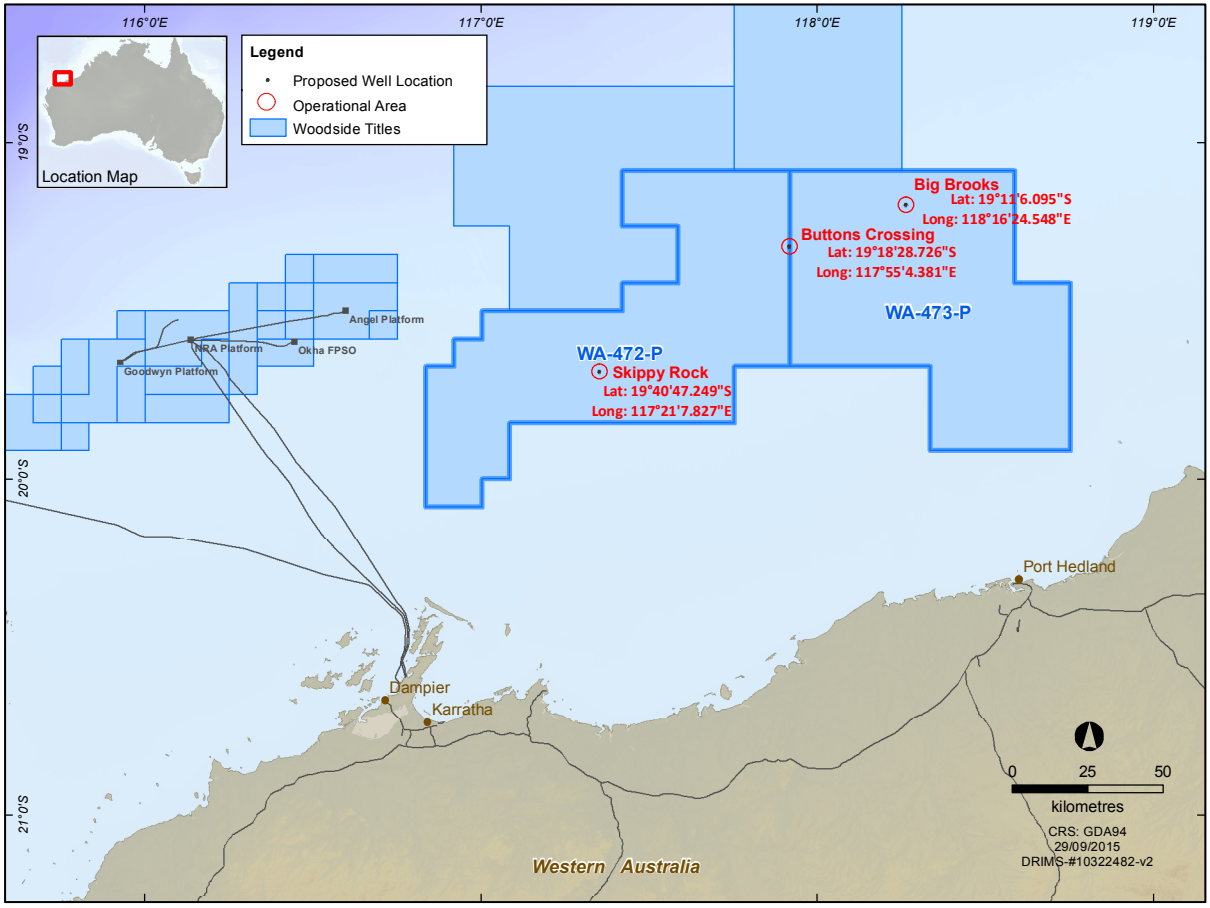 116°0'E
117°0'E
118°0'E
119°0'E
Legend
Proposed Well Location
Operational Area
Woodside Titles
Location Map
19°0'S
20°0'S
21°0'S
Big Brooks
Lat: 19°11'6.095"S
Long: 118°16'24.548"E
Buttons Crossing
Lat: 19°18'28.726"S
Long: 117°55'4.381"E
WA-473-P
WA-472-P
Skippy Rock
Lat: 19°40'47.249"S
Long: 117°21'7.827"E
Angel Platform
NRA Platform
Okha FPSO
Goodwyn Platform
Port Hedland
Dampier
Karratha
0 25 50
kilometres
CRS: GDA94
29/09/2015
DRIMS-#10322482-v2
Western Australia